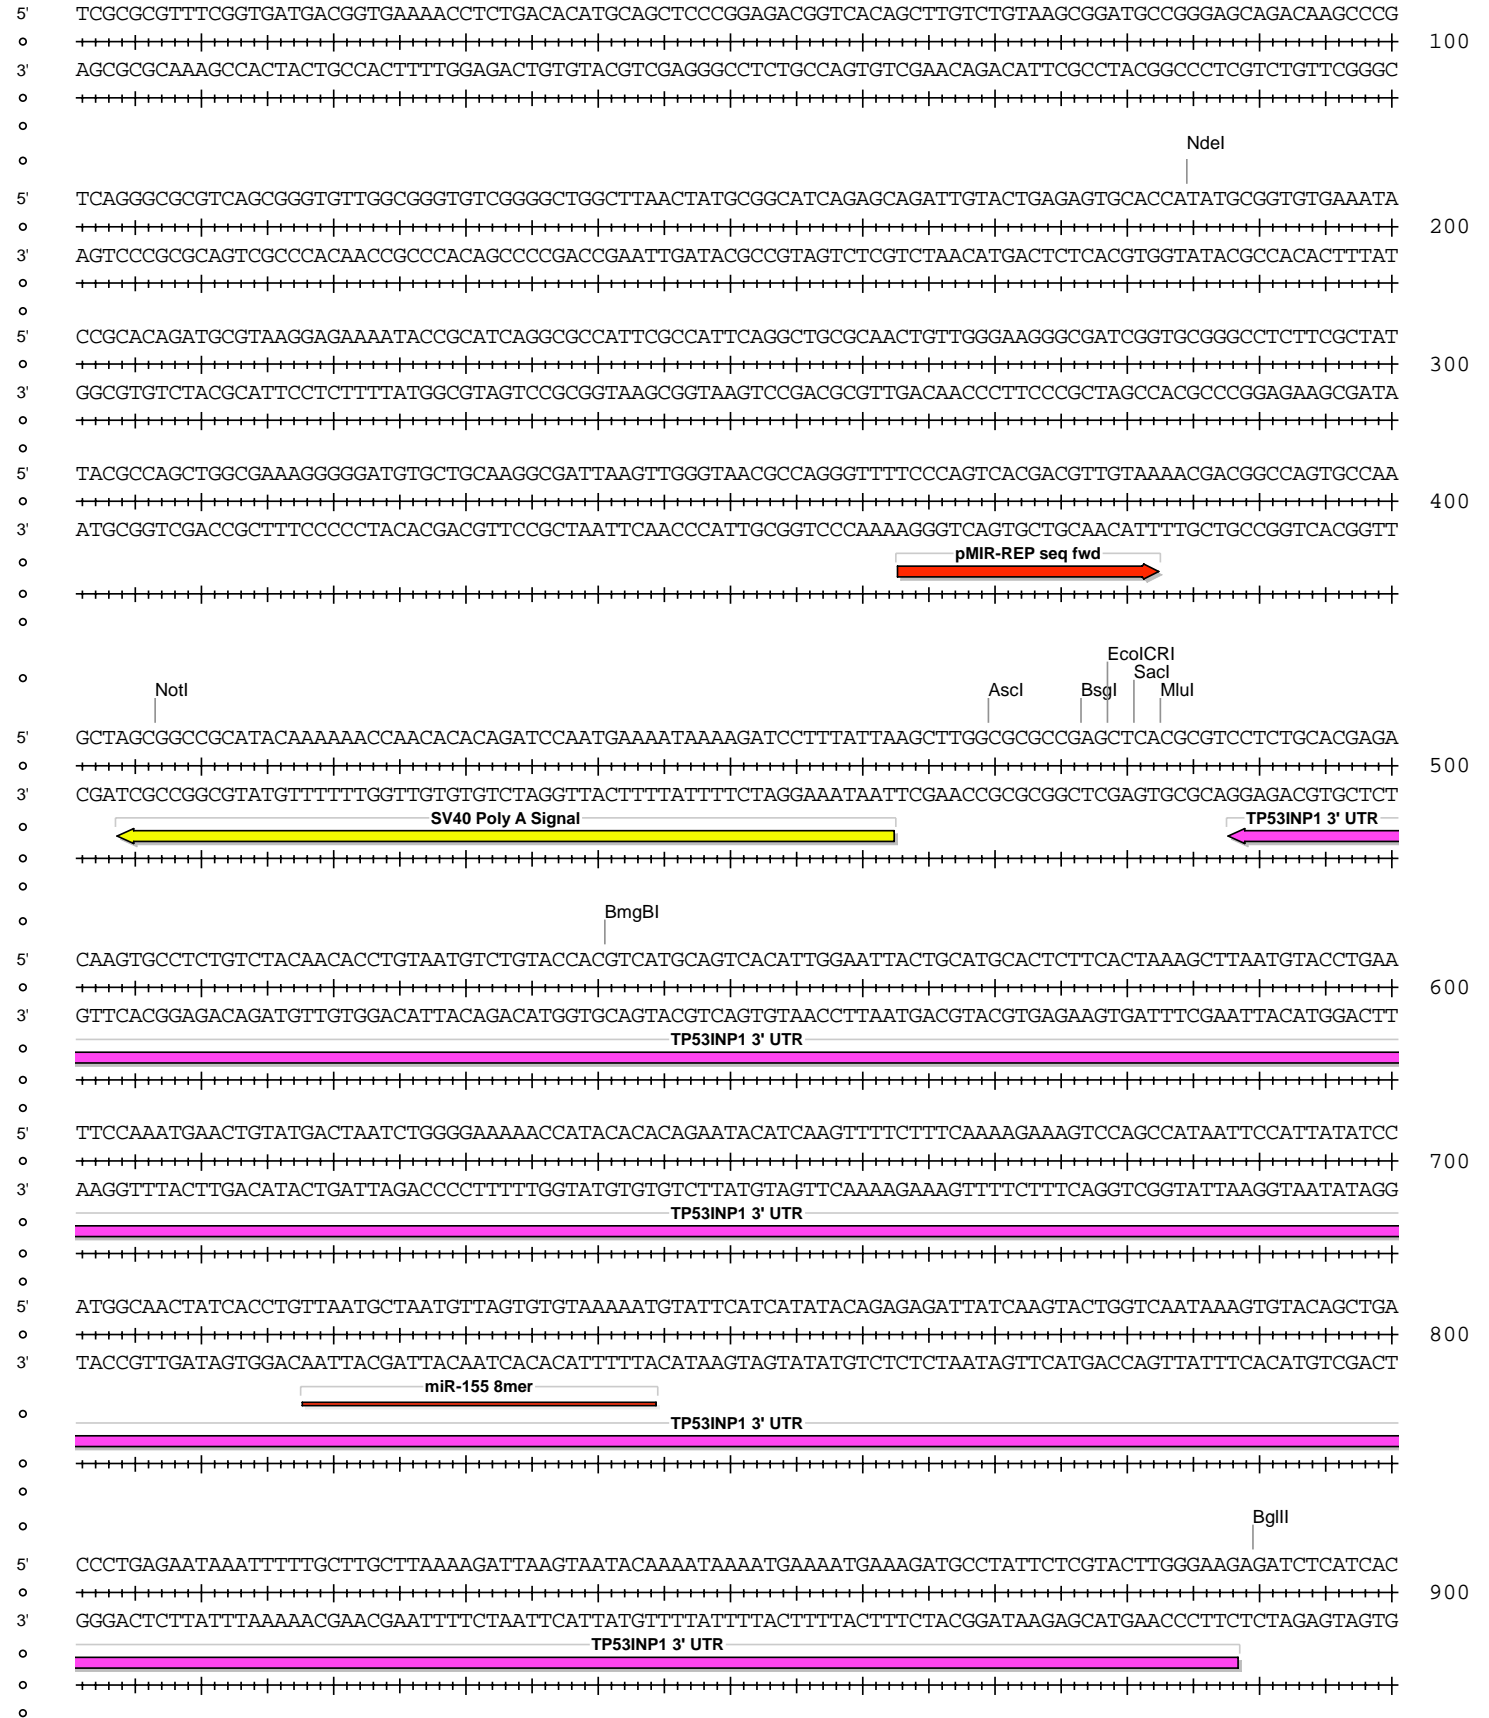 5' TCGCGCGTTTCGGTGATGACGGTGAAAACCTCTGACACATGCAGCTCCCGGAGACGGTCACAGCTTGTCTGTAAGCGGATGCCGGGAGCAGACAAGCCCG
100
3' AGCGCGCAAAGCCACTACTGCCACTTTTGGAGACTGTGTACGTCGAGGGCCTCTGCCAGTGTCGAACAGACATTCGCCTACGGCCCTCGTCTGTTCGGGC
NdeI
5' TCAGGGCGCGTCAGCGGGTGTTGGCGGGTGTCGGGGCTGGCTTAACTATGCGGCATCAGAGCAGATTGTACTGAGAGTGCACCATATGCGGTGTGAAATA
200
3' AGTCCCGCGCAGTCGCCCACAACCGCCCACAGCCCCGACCGAATTGATACGCCGTAGTCTCGTCTAACATGACTCTCACGTGGTATACGCCACACTTTAT
5' CCGCACAGATGCGTAAGGAGAAAATACCGCATCAGGCGCCATTCGCCATTCAGGCTGCGCAACTGTTGGGAAGGGCGATCGGTGCGGGCCTCTTCGCTAT
300
3' GGCGTGTCTACGCATTCCTCTTTTATGGCGTAGTCCGCGGTAAGCGGTAAGTCCGACGCGTTGACAACCCTTCCCGCTAGCCACGCCCGGAGAAGCGATA
5' TACGCCAGCTGGCGAAAGGGGGATGTGCTGCAAGGCGATTAAGTTGGGTAACGCCAGGGTTTTCCCAGTCACGACGTTGTAAAACGACGGCCAGTGCCAA
400
3' ATGCGGTCGACCGCTTTCCCCCTACACGACGTTCCGCTAATTCAACCCATTGCGGTCCCAAAAGGGTCAGTGCTGCAACATTTTGCTGCCGGTCACGGTT
pMIR-REP seq fwd
EcoICRI
SacI
NotI AscI BsgI MluI
5' GCTAGCGGCCGCATACAAAAAACCAACACACAGATCCAATGAAAATAAAAGATCCTTTATTAAGCTTGGCGCGCCGAGCTCACGCGTCCTCTGCACGAGA
500
3' CGATCGCCGGCGTATGTTTTTTGGTTGTGTGTCTAGGTTACTTTTATTTTCTAGGAAATAATTCGAACCGCGCGGCTCGAGTGCGCAGGAGACGTGCTCT
SV40 Poly A Signal TP53INP1 3' UTR
BmgBI
5' CAAGTGCCTCTGTCTACAACACCTGTAATGTCTGTACCACGTCATGCAGTCACATTGGAATTACTGCATGCACTCTTCACTAAAGCTTAATGTACCTGAA
600
3' GTTCACGGAGACAGATGTTGTGGACATTACAGACATGGTGCAGTACGTCAGTGTAACCTTAATGACGTACGTGAGAAGTGATTTCGAATTACATGGACTT
TP53INP1 3' UTR
5' TTCCAAATGAACTGTATGACTAATCTGGGGAAAAACCATACACACAGAATACATCAAGTTTTCTTTCAAAAGAAAGTCCAGCCATAATTCCATTATATCC
700
3' AAGGTTTACTTGACATACTGATTAGACCCCTTTTTGGTATGTGTGTCTTATGTAGTTCAAAAGAAAGTTTTCTTTCAGGTCGGTATTAAGGTAATATAGG
TP53INP1 3' UTR
5' ATGGCAACTATCACCTGTTAATGCTAATGTTAGTGTGTAAAAATGTATTCATCATATACAGAGAGATTATCAAGTACTGGTCAATAAAGTGTACAGCTGA
800
3' TACCGTTGATAGTGGACAATTACGATTACAATCACACATTTTTACATAAGTAGTATATGTCTCTCTAATAGTTCATGACCAGTTATTTCACATGTCGACT
miR-155 8mer
TP53INP1 3' UTR
BglII
5' CCCTGAGAATAAATTTTTGCTTGCTTAAAAGATTAAGTAATACAAAATAAAATGAAAATGAAAGATGCCTATTCTCGTACTTGGGAAGAGATCTCATCAC
900
3' GGGACTCTTATTTAAAAACGAACGAATTTTCTAATTCATTATGTTTTATTTTACTTTTACTTTCTACGGATAAGAGCATGAACCCTTCTCTAGAGTAGTG
TP53INP1 3' UTR